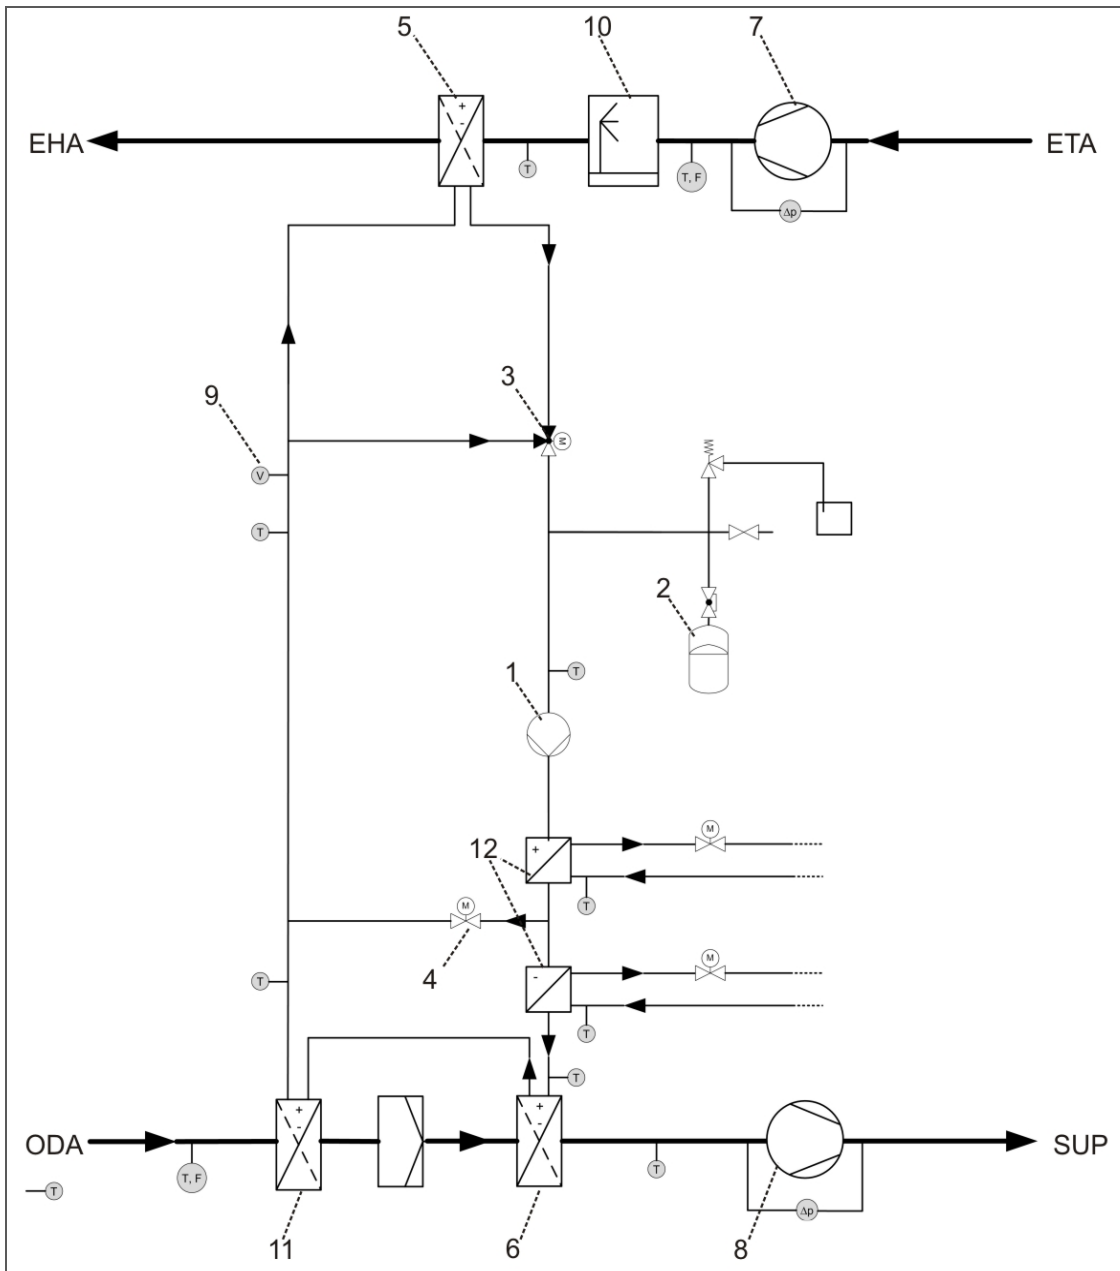 5 10 7
EHA + - ETA
T T, F
Δp
3
9 M
V
T
2
1 T
M
12 +
M T
4 M
T -
T
T
+ - + -
ODA SUP
T, F T
T Δp
11 6 8